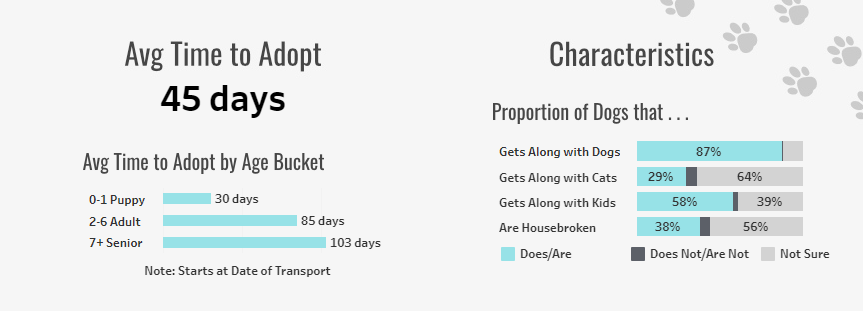 Avg Time to Adopt
45 days
Avg Time to Adopt by Age Bucket
0-1 Puppy 30 days
2-6 Adult 85 days
7+ Senior 103 days
Note: Starts at Date of Transport
Characteristics
Proportion of Dogs that . . .
Gets Along with Dogs 87%
Gets Along with Cats 29% 64%
Gets Along with Kids 58% 39%
Are Housebroken 38% 56%
Does/Are Does Not/Are Not Not Sure